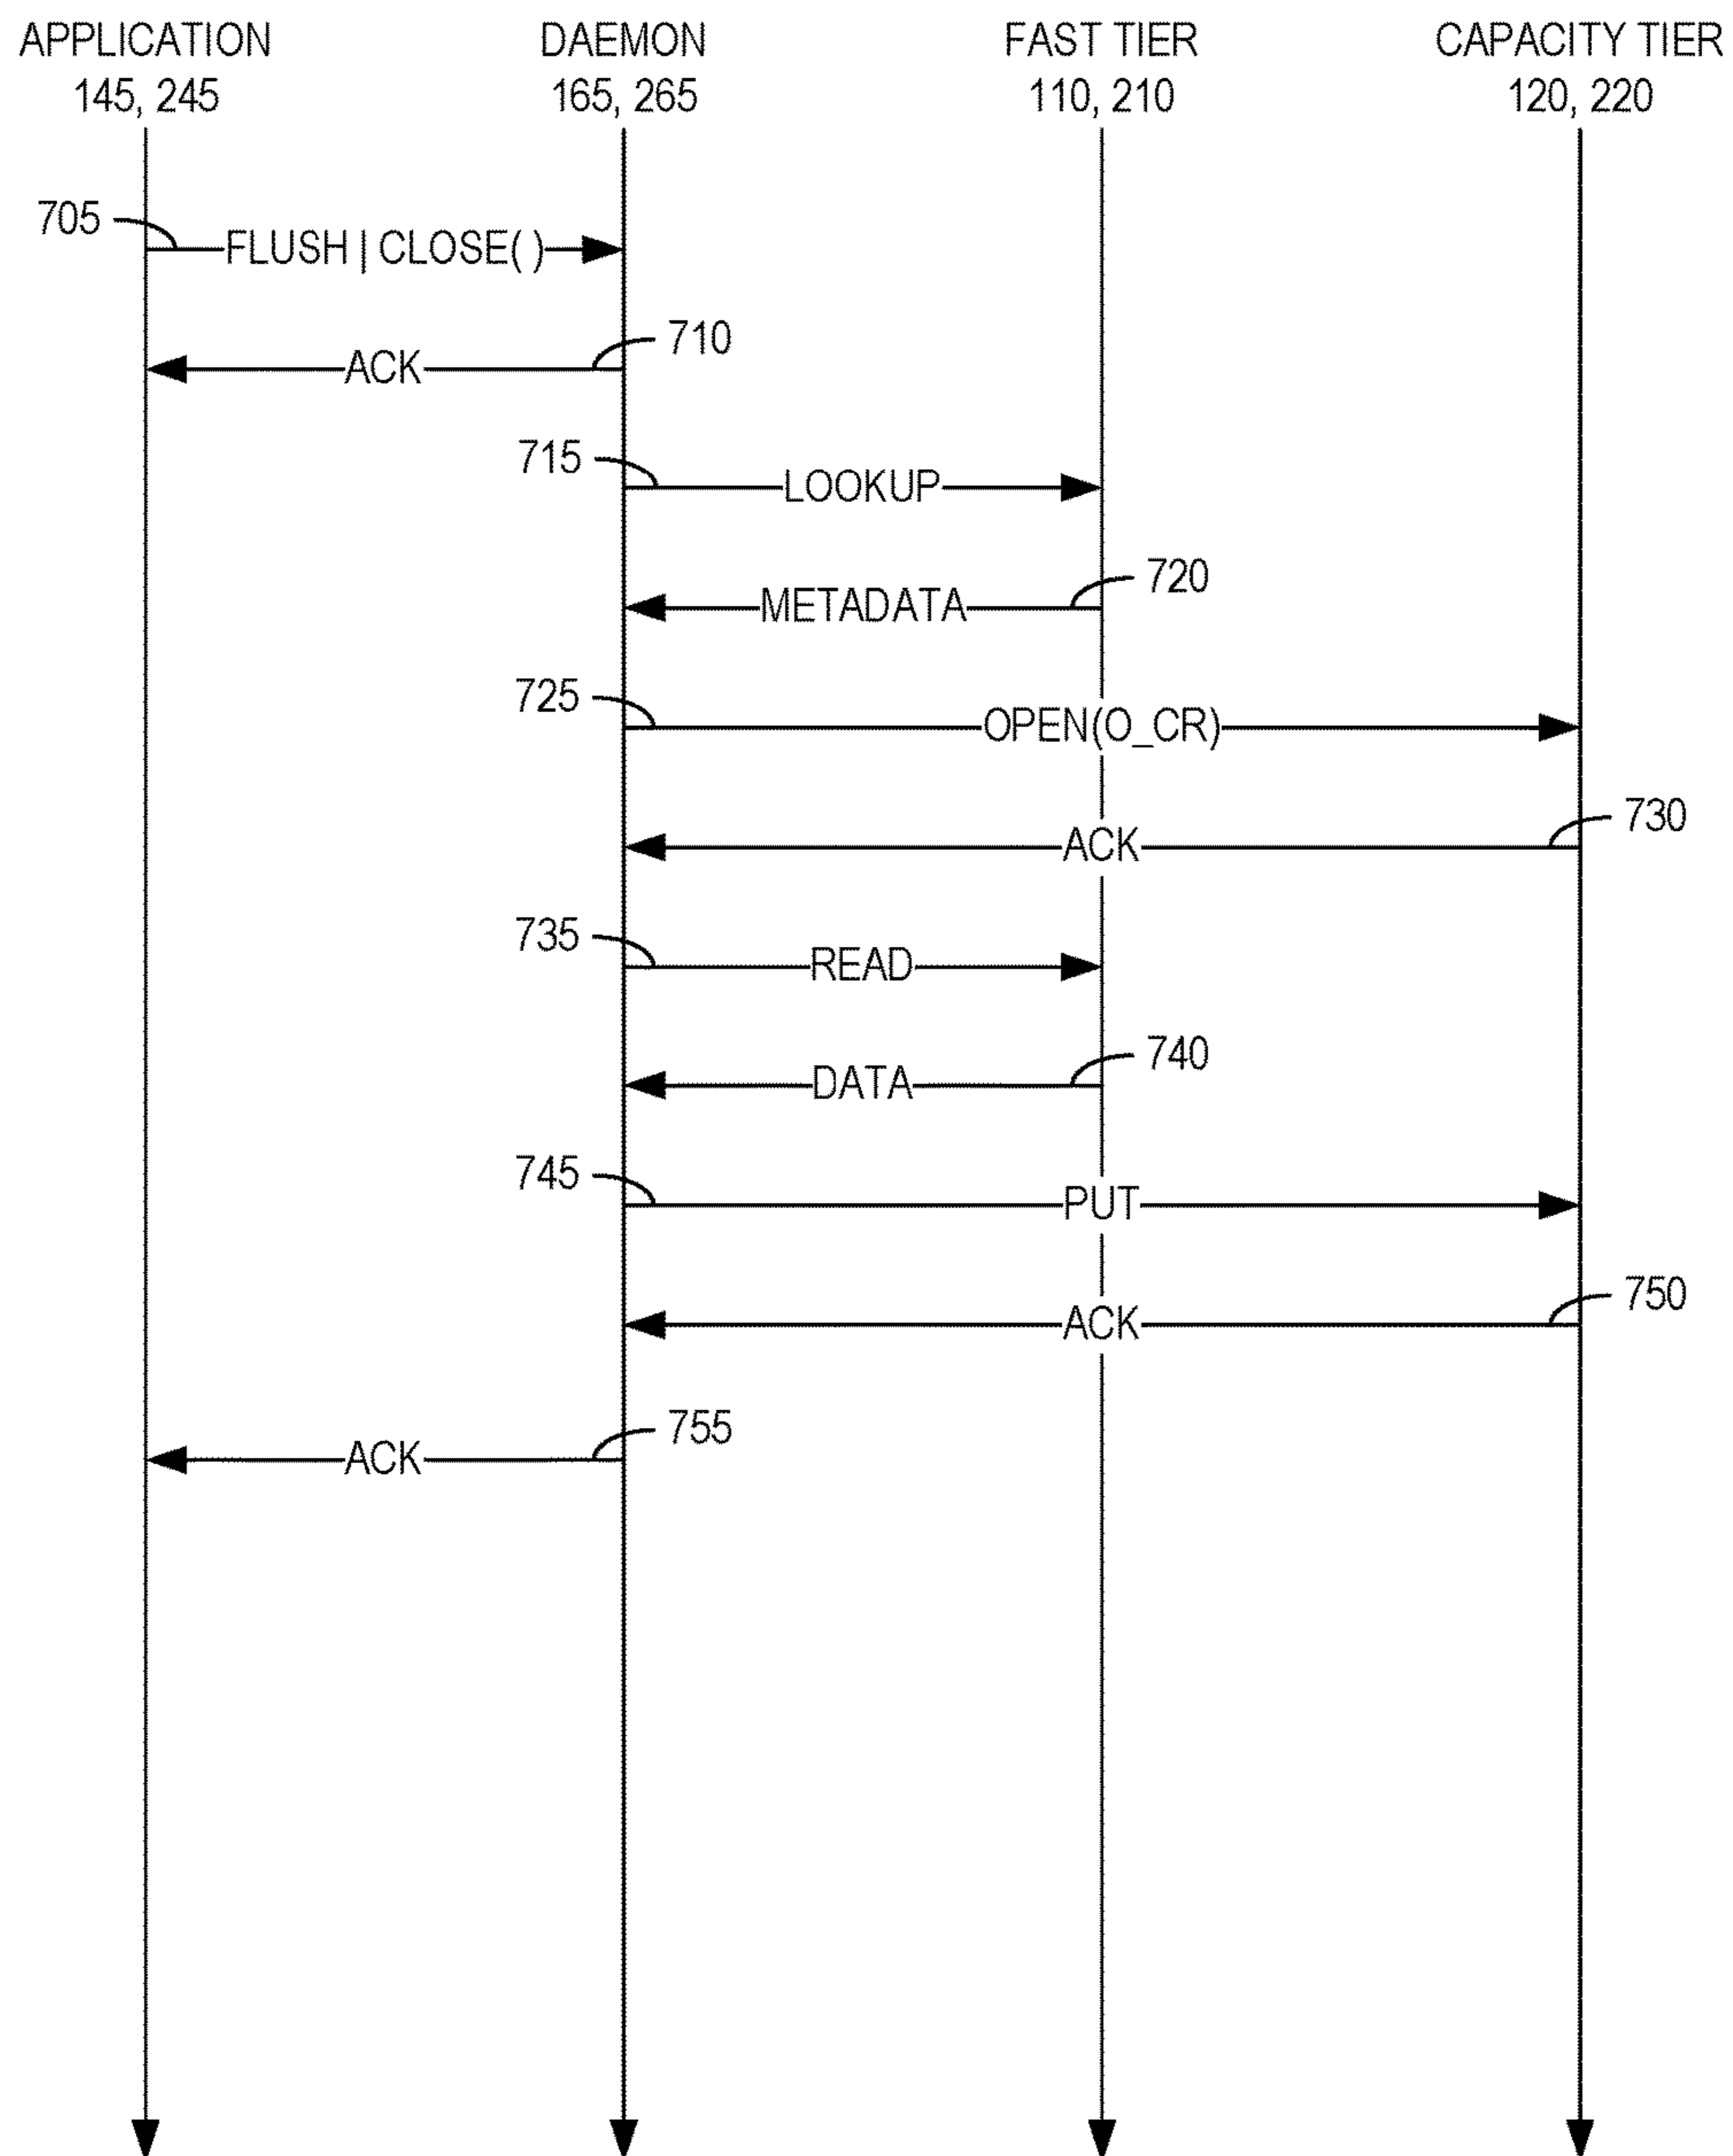 APPLICATION
145, 245
DAEMON
165, 265
FAST TIER
110, 210
CAPACITY TIER
120, 220
705
FLUSH | CLOSE( )
710
ACK
715
LOOKUP
720
METADATA
725
OPEN(O_CR)
730
ACK
735
READ
740
DATA
745
PUT
750
ACK
755
ACK